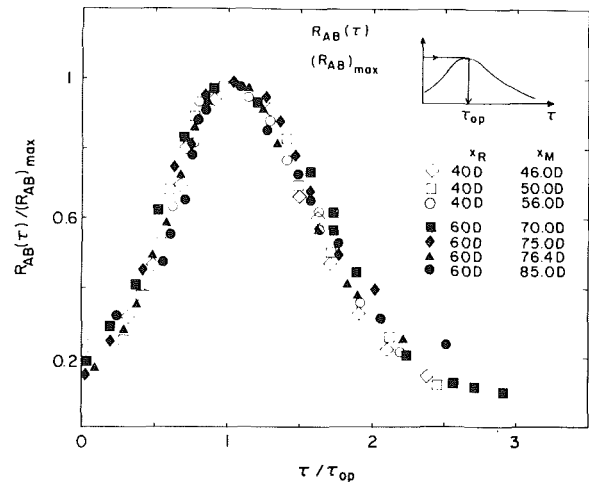 R_AB(τ)
(R_AB)max
τop
τ
x_R x_M
40D 46.0D
40D 50.0D
40D 56.0D
60D 70.0D
60D 75.0D
60D 76.4D
60D 85.0D
R_AB(τ)/(R_AB)max
1
0.6
0.2
0 1 2 3
τ/τop